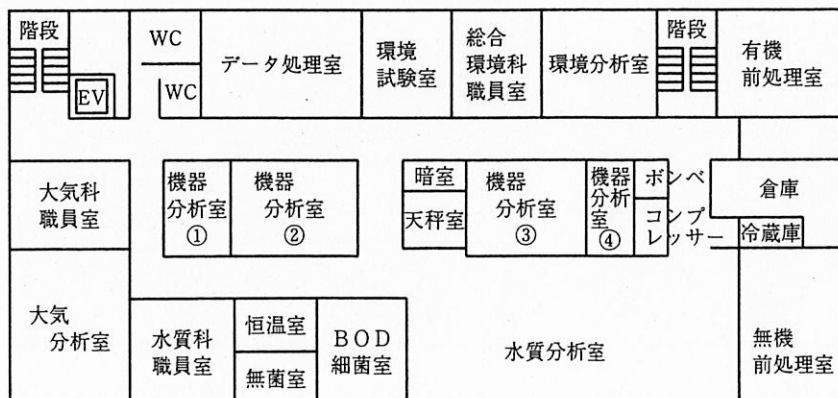 階段
EV
WC
WC
データ処理室
環境
試験室
総合
環境科
職員室
環境分析室
階段
有機
前処理室
大気科
職員室
機器
分析室
①
機器
分析室
②
暗室
天秤室
機器
分析室
③
機器
分析
室
④
ボンベ
コンプ
レッサー
倉庫
冷蔵庫
大気
分析室
水質科
職員室
恒温室
無菌室
BOD
細菌室
水質分析室
無機
前処理室